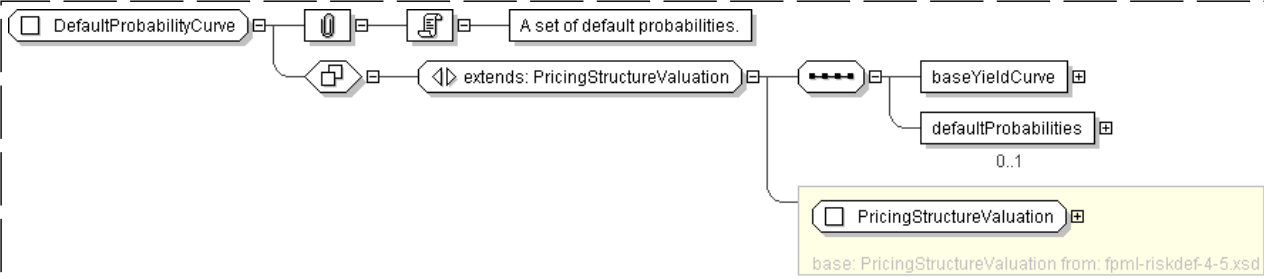 DefaultProbabilityCurve
A set of default probabilities.
extends: PricingStructureValuation
baseYieldCurve
defaultProbabilities
0..1
PricingStructureValuation
base: PricingStructureValuation from: fpml-riskdef-4-5.xsd